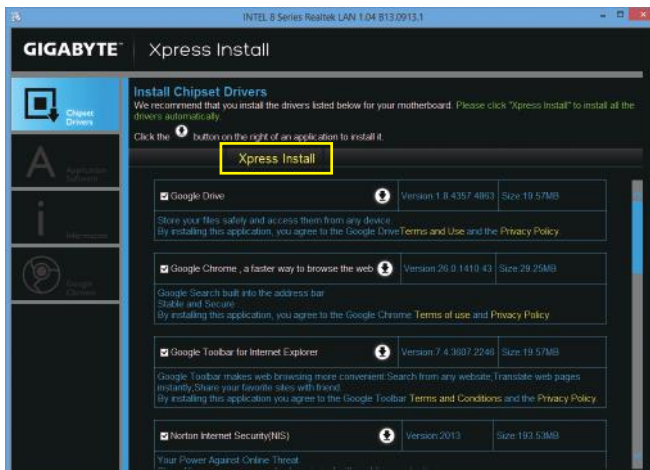 INTEL 8 Series Realtek LAN 1.04 B13.0913.1
GIGABYTE™ Xpress Install
Install Chipset Drivers
We recommend that you install the drivers listed below for your motherboard. Please click "Xpress Install" to install all the
drivers automatically.
Click the button on the right of an application to install it.
Chipset
Drivers
Application
Software
Information
Google
Chrome
Xpress Install
Google Drive Version:1.8.4357.4863 Size:19.57MB
Store your files safely and access them from any device.
By installing this application, you agree to the Google DriveTerms and Use and the Privacy Policy.
Google Chrome , a faster way to browse the web Version:26.0.1410.43 Size:29.25MB
Google Search built into the address bar
Stable and Secure
By installing this application, you agree to the Google Chrome Terms of use and Privacy Policy
Google Toolbar for Internet Explorer Version:7.4.3607.2246 Size:19.57MB
Google Toolbar makes web browsing more convenient.Search from any website,Translate web pages
instantly,Share your favorite sites with friend.
By installing this application you agree to the Google Toolbar Terms and Conditions and the Privacy Policy.
Norton Internet Security(NIS) Version:2013 Size:193.53MB
Your Power Against Online Threat